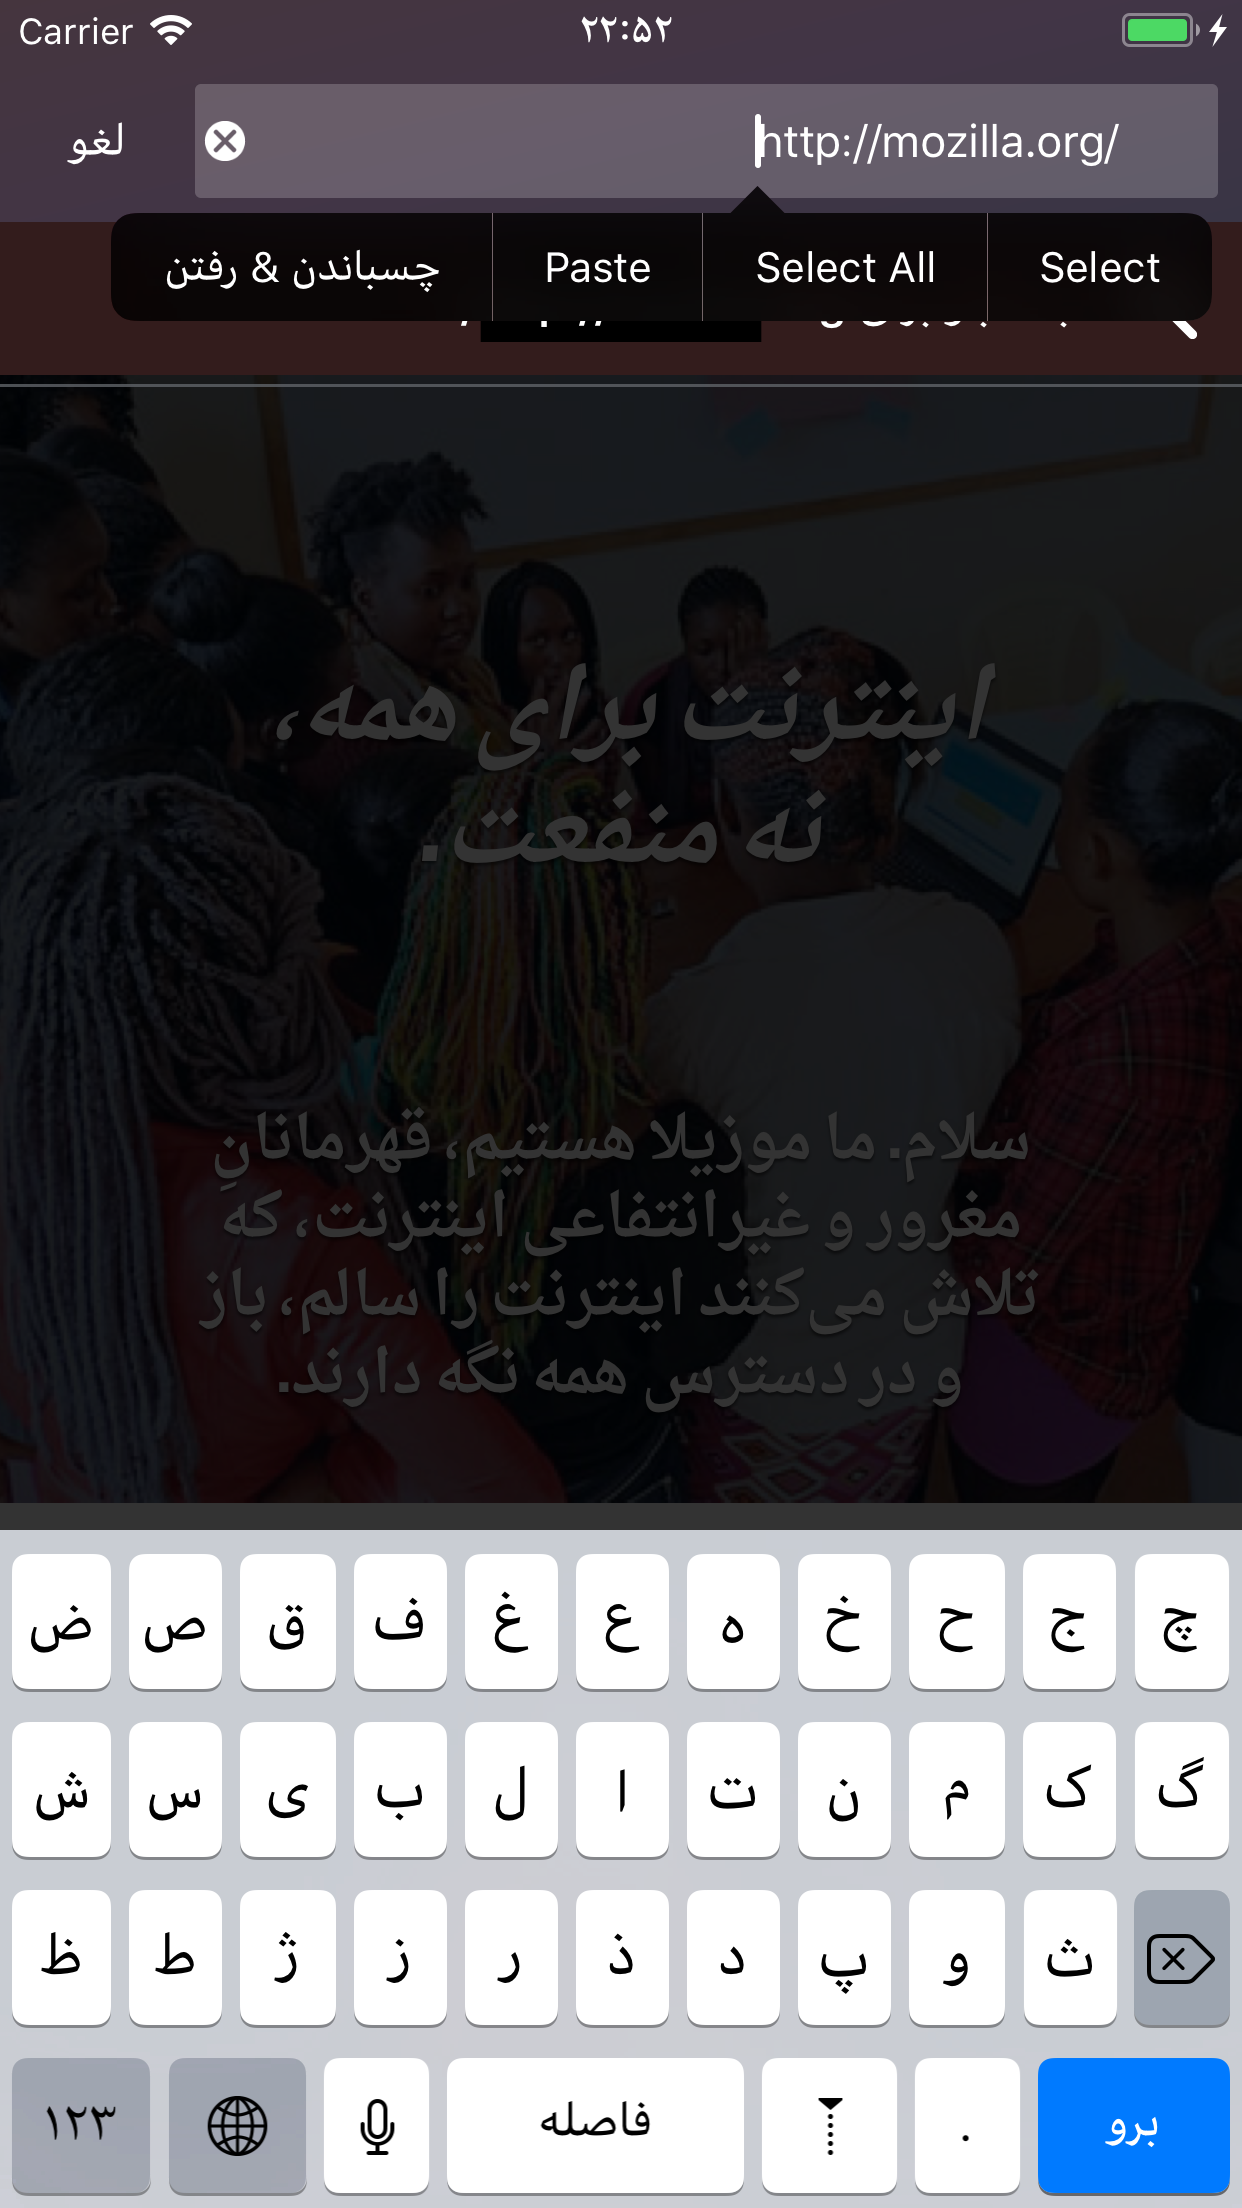 Carrier ۲۲:۵۲
http://mozilla.org/ لغو
Select Select All Paste چسباندن & رفتن
اینترنت برای همه،
نه منفعت.
سلام. ما موزیلا هستیم، قهرمانانِ
مغرور و غیرانتفاعی اینترنت، که
تلاش می‌کنند اینترنت را سالم، باز
و در دسترس همه نگه دارند.
ض ص ق ف غ ع ه خ ح ج چ
ش س ی ب ل ا ت ن م ک گ
ظ ط ژ ز ر ذ د پ و ث
۱۲۳ فاصله . برو